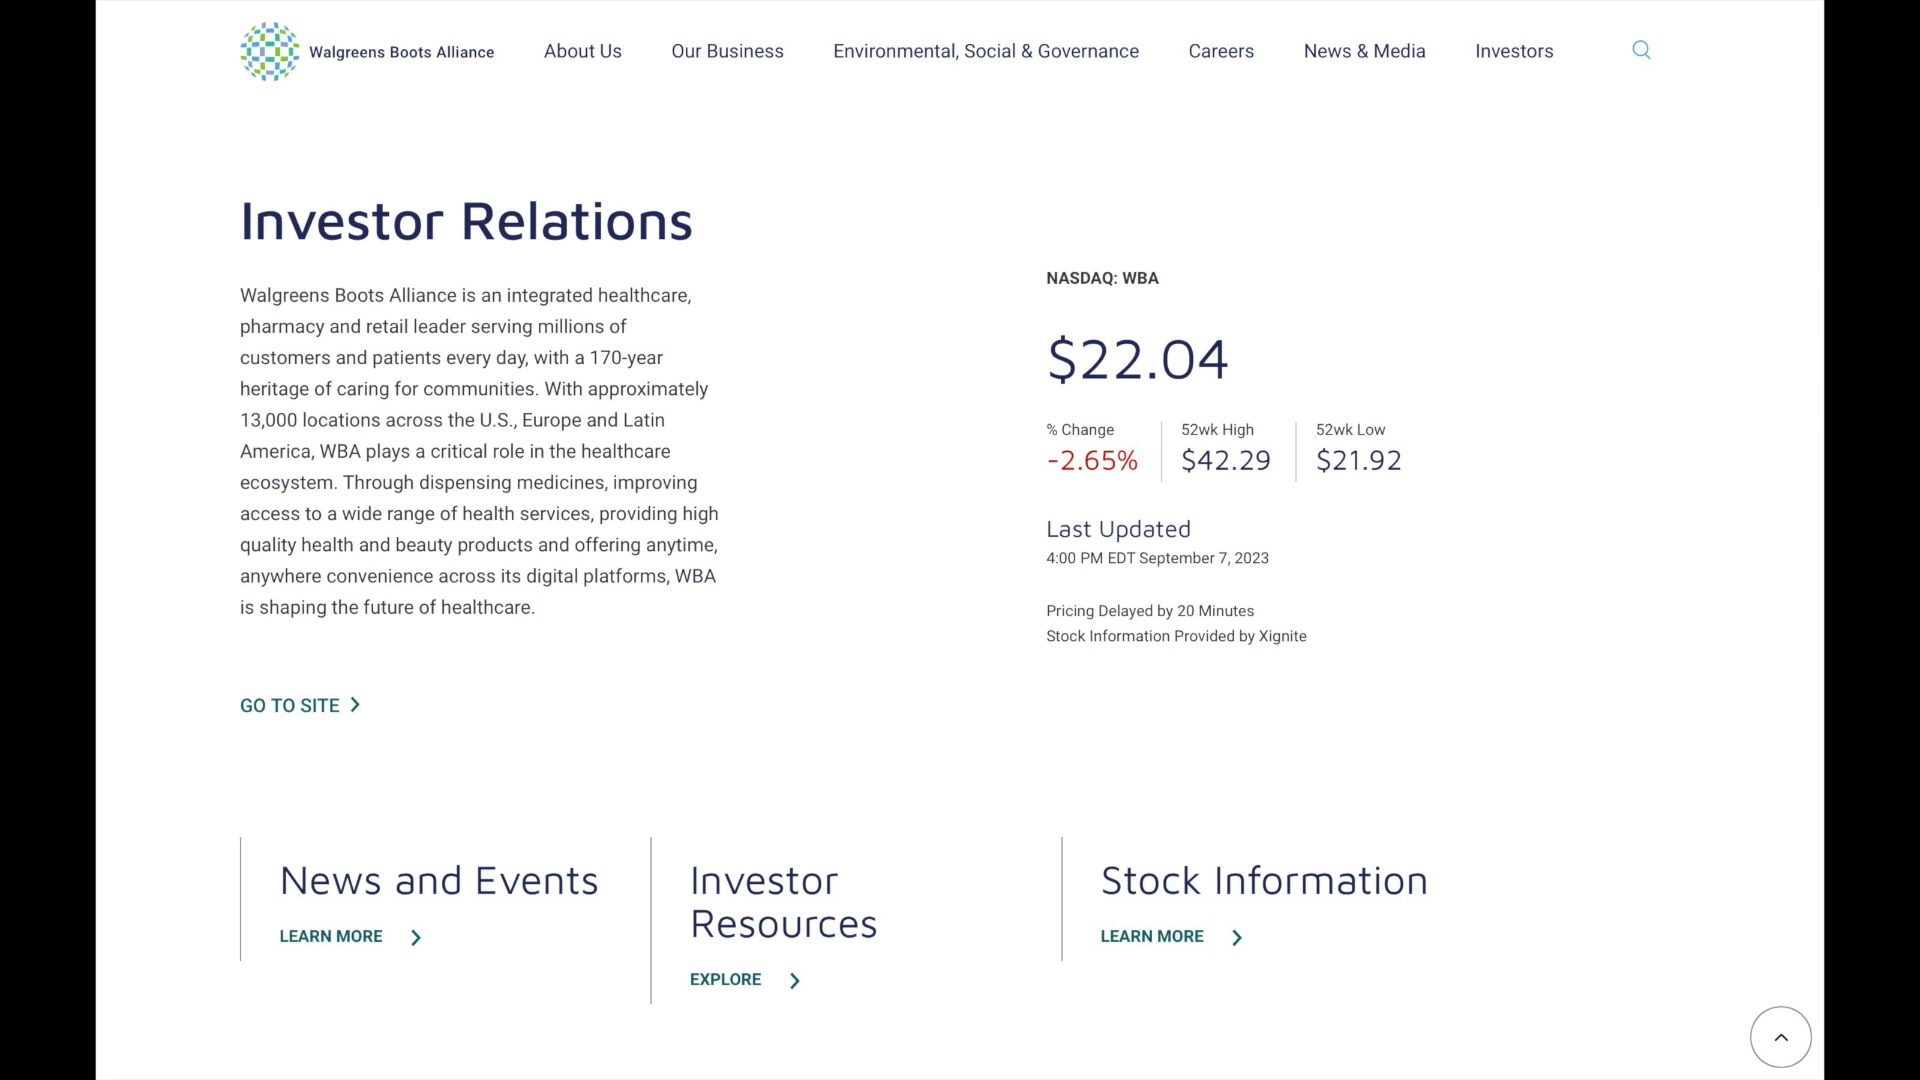 Walgreens Boots Alliance
About Us
Our Business
Environmental, Social & Governance
Careers
News & Media
Investors
Investor Relations
Walgreens Boots Alliance is an integrated healthcare,
pharmacy and retail leader serving millions of
customers and patients every day, with a 170-year
heritage of caring for communities. With approximately
13,000 locations across the U.S., Europe and Latin
America, WBA plays a critical role in the healthcare
ecosystem. Through dispensing medicines, improving
access to a wide range of health services, providing high
quality health and beauty products and offering anytime,
anywhere convenience across its digital platforms, WBA
is shaping the future of healthcare.
GO TO SITE
NASDAQ: WBA
$22.04
% Change
-2.65%
52wk High
$42.29
52wk Low
$21.92
Last Updated
4:00 PM EDT September 7, 2023
Pricing Delayed by 20 Minutes
Stock Information Provided by Xignite
News and Events
LEARN MORE
Investor
Resources
EXPLORE
Stock Information
LEARN MORE